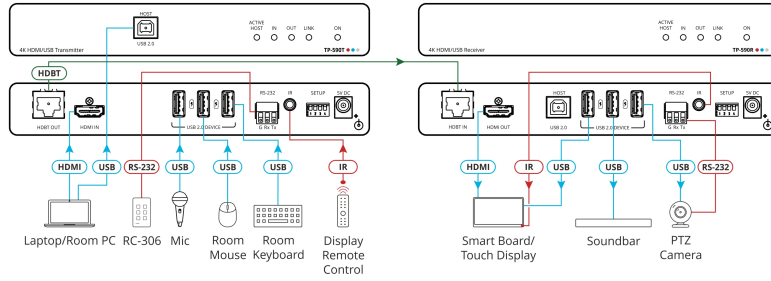 HOST
USB 2.0
ACTIVE
HOST IN OUT LINK ON
4K HDMI/USB Transmitter
TP-590T
ACTIVE
HOST IN OUT LINK ON
4K HDMI/USB Receiver
TP-590R
HDBT
HDBT OUT
HDMI IN
USB 2.0 DEVICE
RS-232
G Rx Tx
IR
SETUP
5V DC
HDBT IN
HDMI OUT
HOST
USB 2.0
USB 2.0 DEVICE
RS-232
G Rx Tx
IR
SETUP
5V DC
HDMI
USB
RS-232
USB
USB
USB
IR
HDMI
IR
USB
USB
USB
RS-232
Laptop/Room PC
RC-306
Mic
Room
Mouse
Room
Keyboard
Display
Remote
Control
Smart Board/
Touch Display
Soundbar
PTZ
Camera